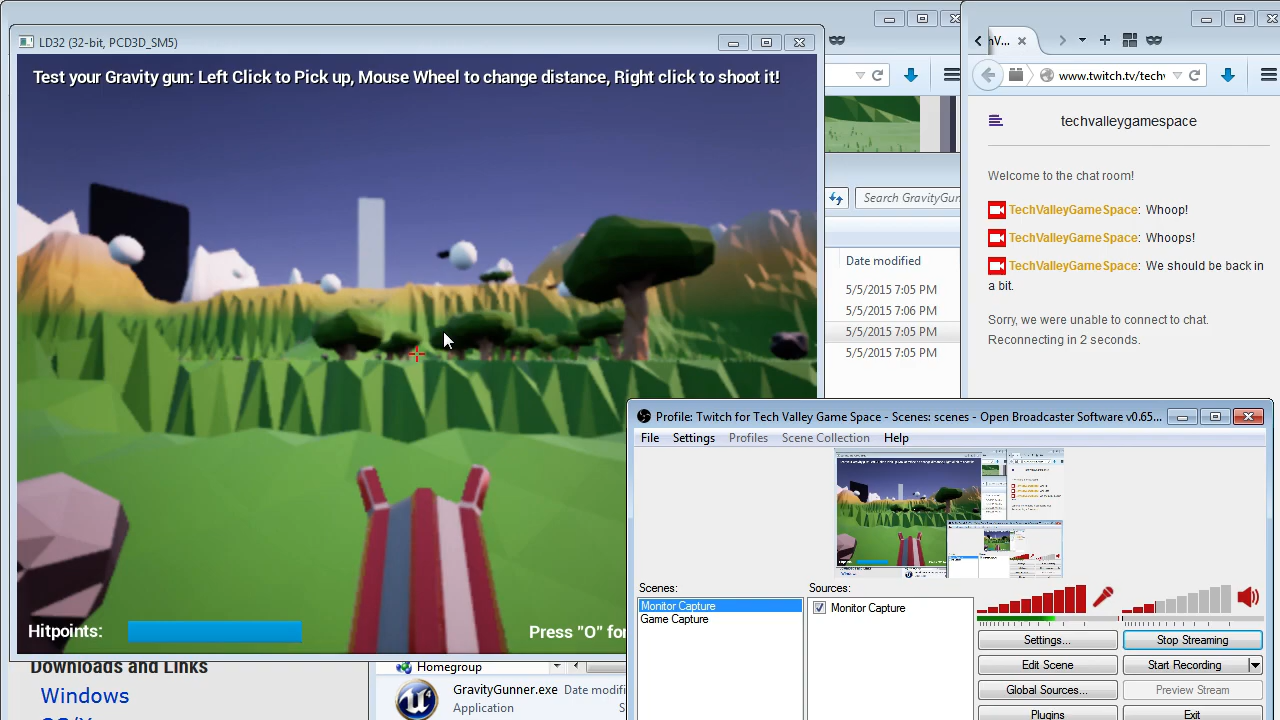 LD32 (32-bit, PCD3D_SM5)
Test your Gravity gun: Left Click to Pick up, Mouse Wheel to change distance, Right click to shoot it!
Hitpoints:
Press "O" for
Downloads and Links
Windows
Homegroup
GravityGunner.exe
Date modifi
Application
S
Search GravityGun
Date modified
5/5/2015 7:05 PM
5/5/2015 7:06 PM
5/5/2015 7:05 PM
5/5/2015 7:05 PM
www.twitch.tv/tech
techvalleygamespace
Welcome to the chat room!
TechValleyGameSpace: Whoop!
TechValleyGameSpace: Whoops!
TechValleyGameSpace: We should be back in
a bit.
Sorry, we were unable to connect to chat.
Reconnecting in 2 seconds.
Profile: Twitch for Tech Valley Game Space - Scenes: scenes - Open Broadcaster Software v0.65...
File Settings Profiles Scene Collection Help
Scenes:
Monitor Capture
Game Capture
Sources:
Monitor Capture
Settings...
Stop Streaming
Edit Scene
Start Recording
Global Sources...
Preview Stream
Plugins
Exit